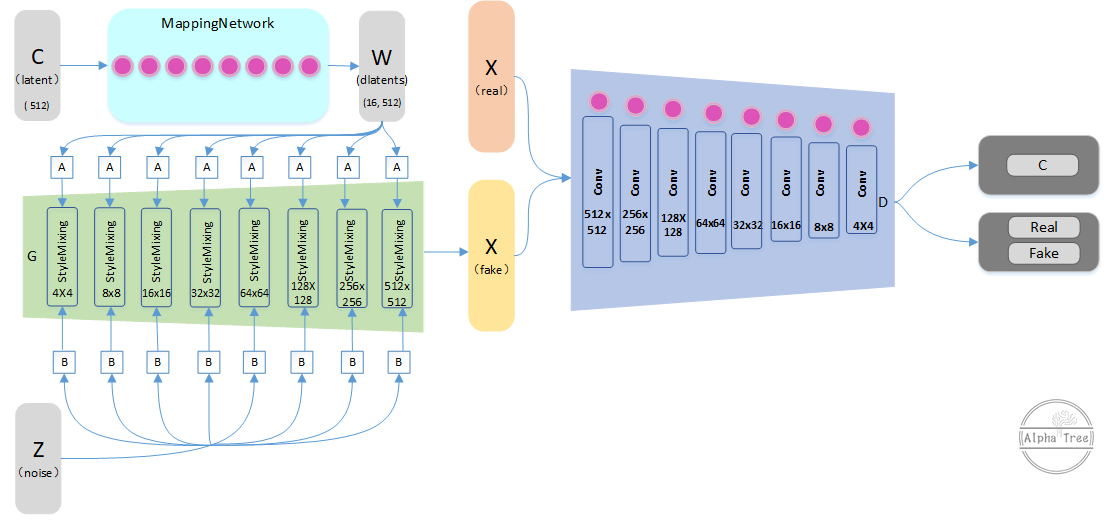 MappingNetwork
C
(latent)
( 512)
W
(dlatents)
(16, 512)
A
A
A
A
A
A
A
A
G
StyleMixing
4X4
StyleMixing
8x8
StyleMixing
16x16
StyleMixing
32x32
StyleMixing
64x64
StyleMixing
128X
128
StyleMixing
256x
256
StyleMixing
512x
512
B
B
B
B
B
B
B
B
Z
(noise)
X
(real)
X
(fake)
Conv
512x
512
Conv
256x
256
Conv
128X
128
Conv
64x64
Conv
32x32
Conv
16x16
Conv
8x8
Conv
4X4
D
C
Real
Fake
Alpha Tree